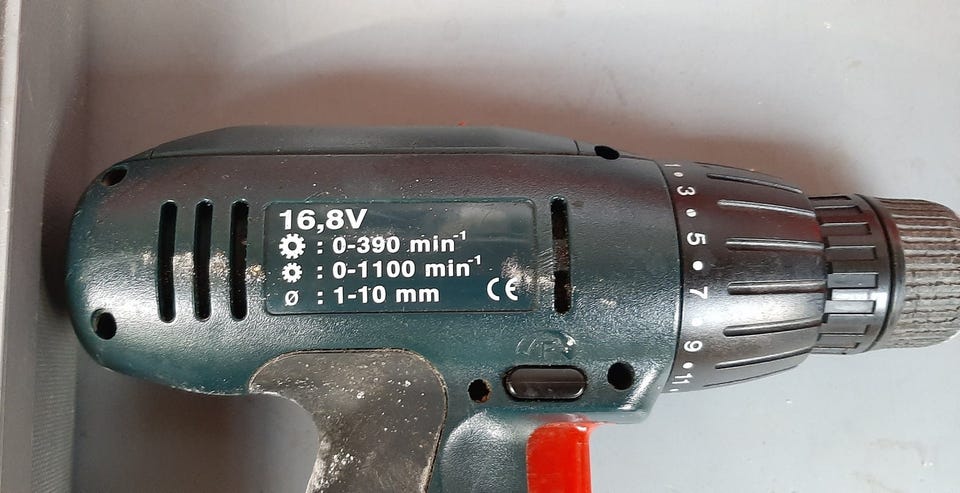 16,8V
: 0-390 min-1
: 0-1100 min-1
ø : 1-10 mm
CE
1 • 3 • 5 • 7 • 9 • 11
F